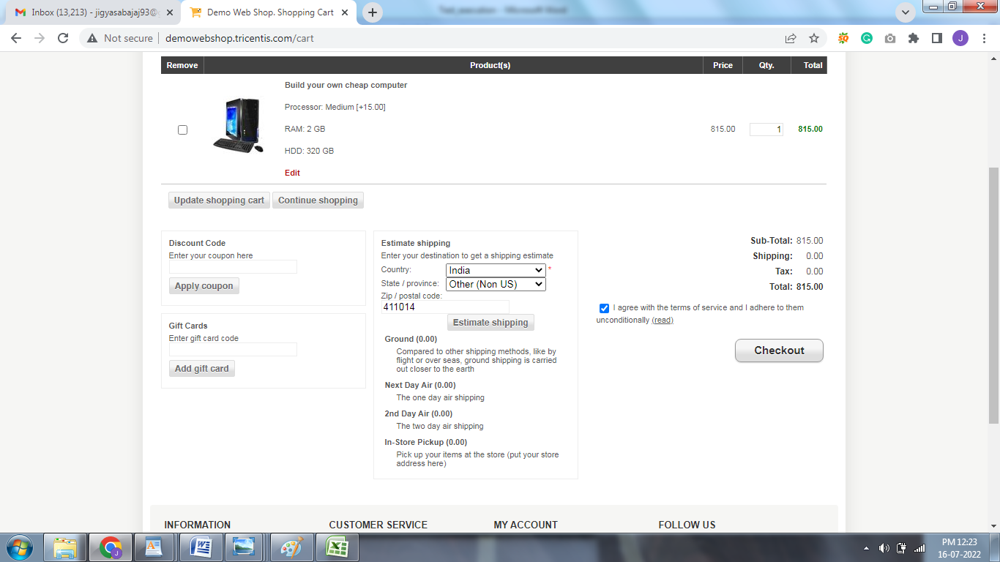 Inbox (13,213) - jigyasabajaj93@
Demo Web Shop. Shopping Cart
Test_execution - Microsoft Word
Not secure
demowebshop.tricentis.com/cart
J
Remove
Product(s)
Price
Qty.
Total
Build your own cheap computer
Processor: Medium [+15.00]
RAM: 2 GB
815.00
1
815.00
HDD: 320 GB
Edit
Update shopping cart
Continue shopping
Discount Code
Enter your coupon here
Apply coupon
Gift Cards
Enter gift card code
Add gift card
Estimate shipping
Enter your destination to get a shipping estimate
Country:
India
*
State / province:
Other (Non US)
Zip / postal code:
411014
Estimate shipping
Ground (0.00)
Compared to other shipping methods, like by
flight or over seas, ground shipping is carried
out closer to the earth
Next Day Air (0.00)
The one day air shipping
2nd Day Air (0.00)
The two day air shipping
In-Store Pickup (0.00)
Pick up your items at the store (put your store
address here)
Sub-Total: 815.00
Shipping: 0.00
Tax: 0.00
Total: 815.00
I agree with the terms of service and I adhere to them
unconditionally (read)
Checkout
INFORMATION
CUSTOMER SERVICE
MY ACCOUNT
FOLLOW US
PM 12:23
16-07-2022